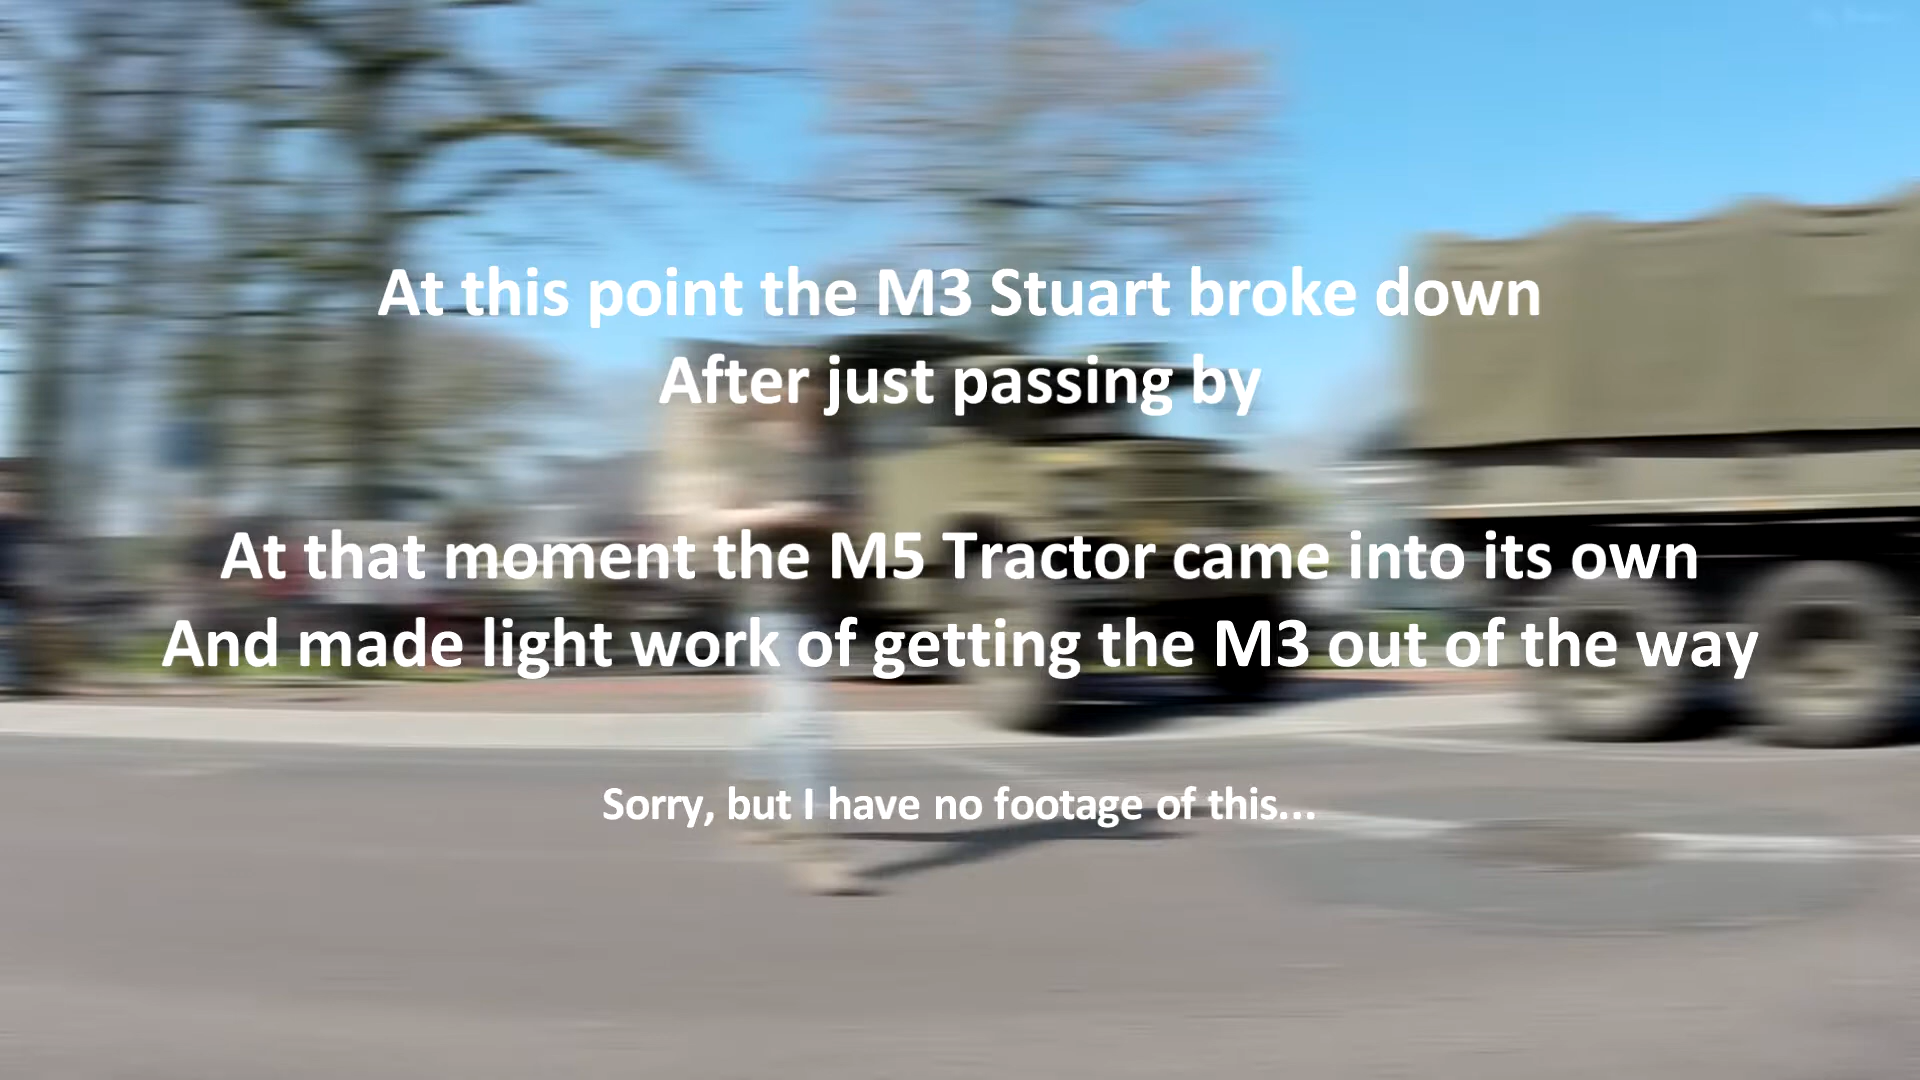 At this point the M3 Stuart broke down
After just passing by
At that moment the M5 Tractor came into its own
And made light work of getting the M3 out of the way
Sorry, but I have no footage of this...